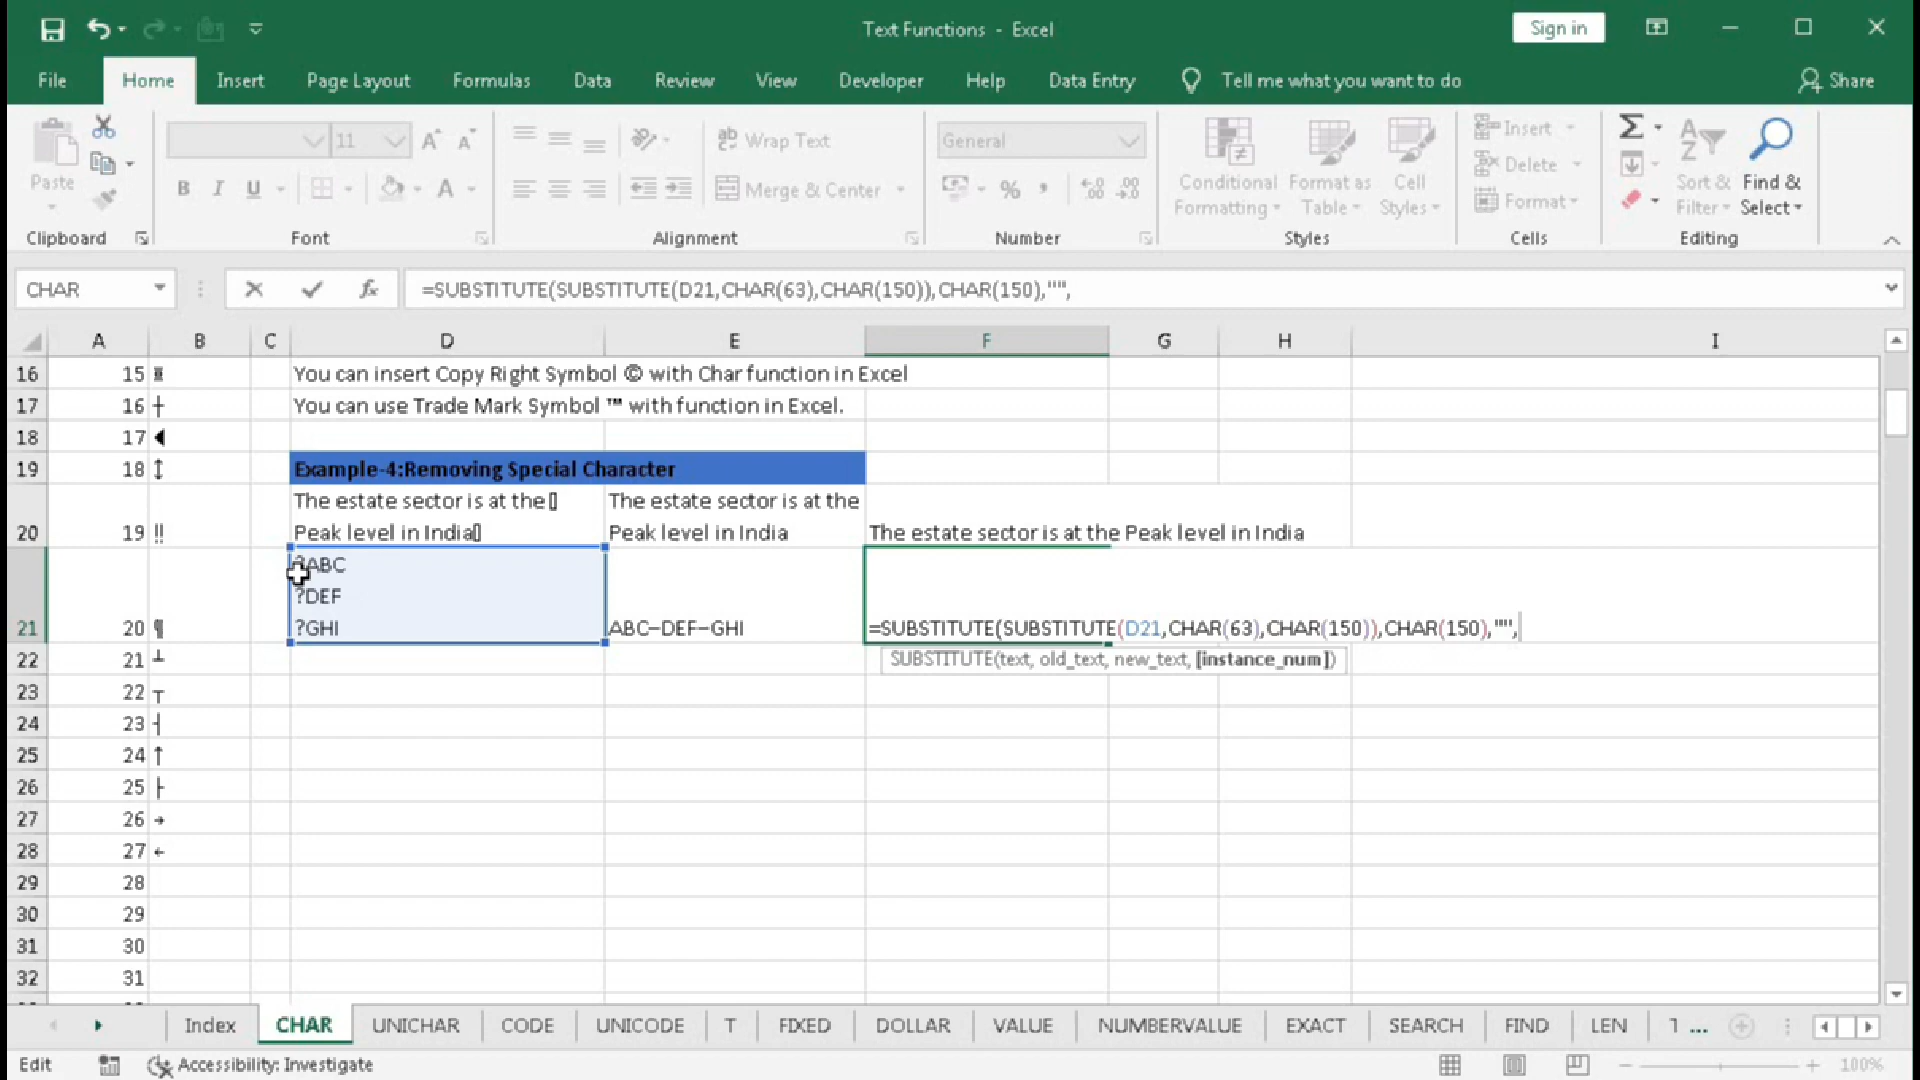 Text Functions - Excel
Sign in
File Home Insert Page Layout Formulas Data Review View Developer Help Data Entry Tell me what you want to do Share
11 A A ab Wrap Text General Insert
Paste Conditional Format as Cell Delete Sort & Find &
B I U A Merge & Center % Formatting Table Styles Format Filter Select
Clipboard Font Alignment Number Styles Cells Editing
CHAR fx =SUBSTITUTE(SUBSTITUTE(D21,CHAR(63),CHAR(150)),CHAR(150),"",
A B C D E F G H I
16 15 You can insert Copy Right Symbol © with Char function in Excel
17 16 ┼ You can use Trade Mark Symbol ™ with function in Excel.
18 17 ◄
19 18 ↕ Example-4:Removing Special Character
The estate sector is at the▯ The estate sector is at the
20 19 ‼ Peak level in India▯ Peak level in India The estate sector is at the Peak level in India
?ABC
?DEF
21 20 ¶ ?GHI ABC–DEF–GHI =SUBSTITUTE(SUBSTITUTE(D21,CHAR(63),CHAR(150)),CHAR(150),"",
22 21 ┴ SUBSTITUTE(text, old_text, new_text, [instance_num])
23 22 ┬
24 23 ┤
25 24 ↑
26 25 ├
27 26 →
28 27 ←
29 28
30 29
31 30
32 31
Index CHAR UNICHAR CODE UNICODE T FIXED DOLLAR VALUE NUMBERVALUE EXACT SEARCH FIND LEN T ...
Edit Accessibility: Investigate 100%